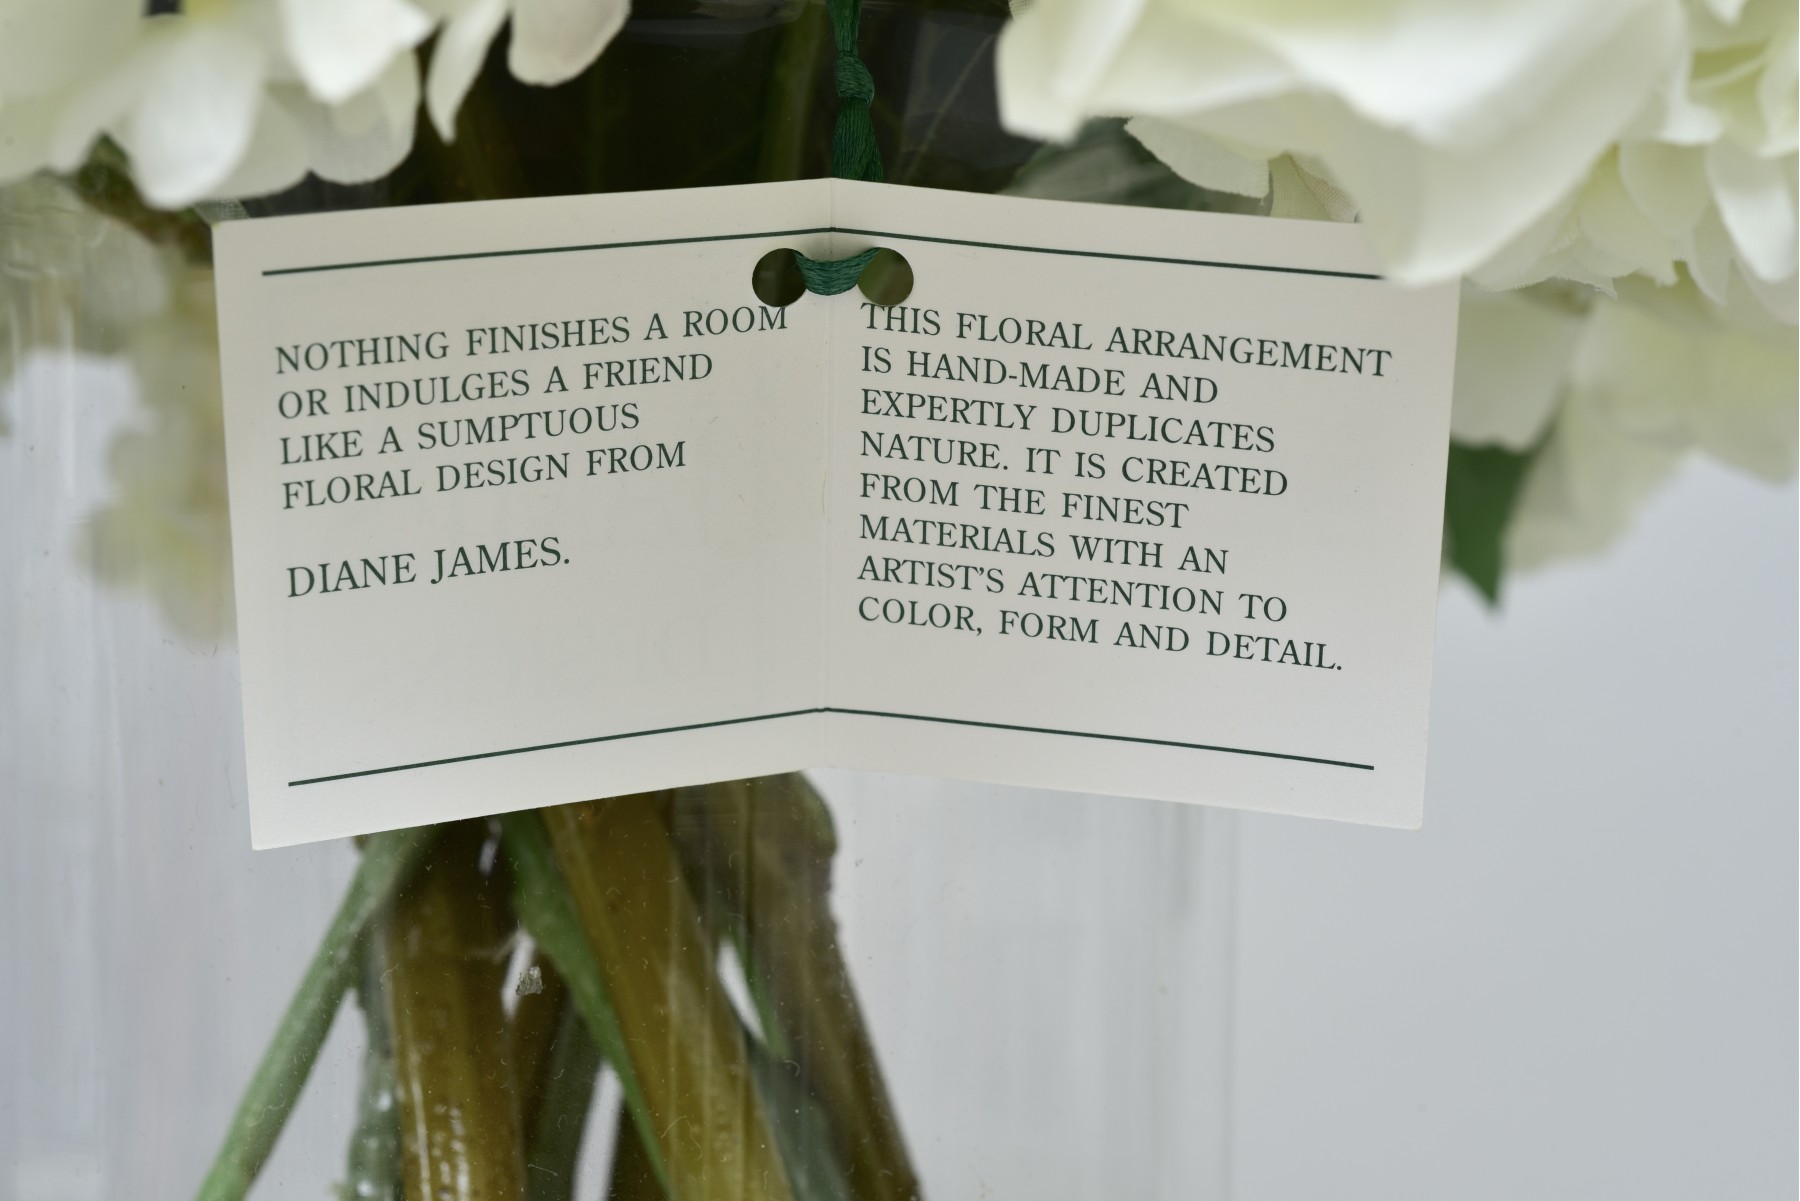 NOTHING FINISHES A ROOM
OR INDULGES A FRIEND
LIKE A SUMPTUOUS
FLORAL DESIGN FROM
DIANE JAMES.
THIS FLORAL ARRANGEMENT
IS HAND-MADE AND
EXPERTLY DUPLICATES
NATURE. IT IS CREATED
FROM THE FINEST
MATERIALS WITH AN
ARTIST'S ATTENTION TO
COLOR, FORM AND DETAIL.